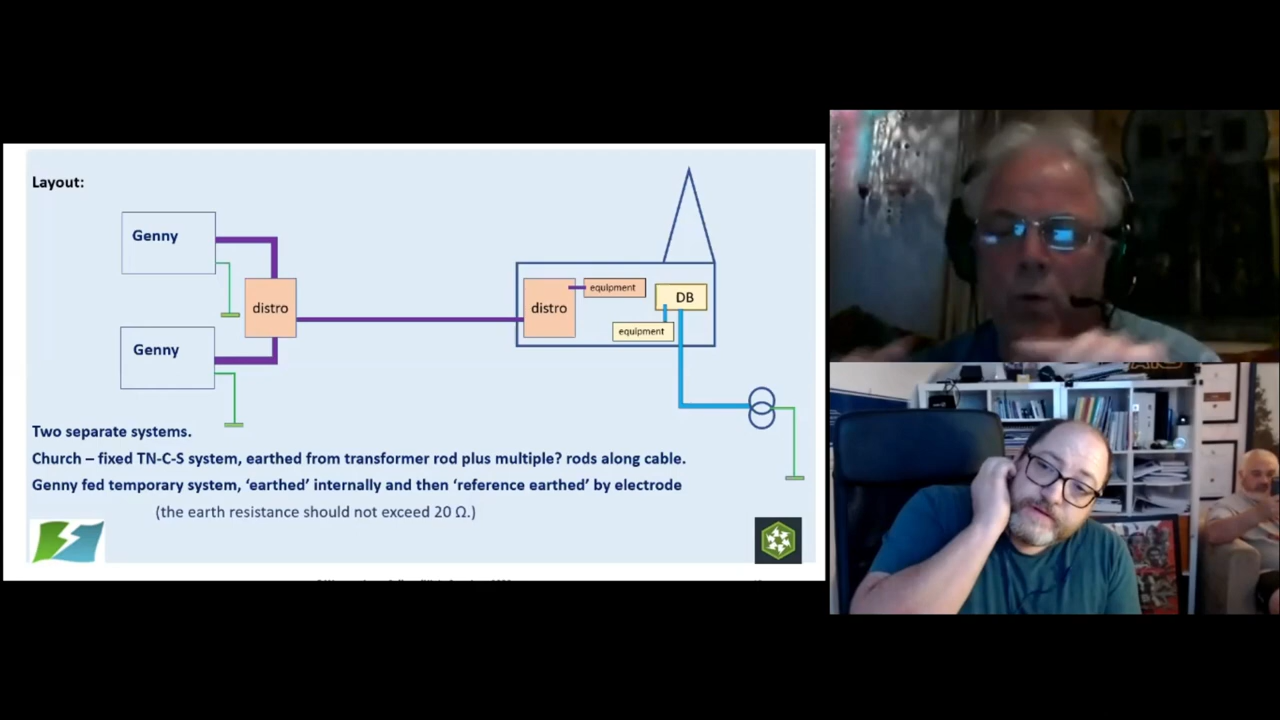 Layout:
Genny
distro
Genny
distro
equipment
DB
equipment
Two separate systems.
Church – fixed TN-C-S system, earthed from transformer rod plus multiple? rods along cable.
Genny fed temporary system, ‘earthed’ internally and then ‘reference earthed’ by electrode
(the earth resistance should not exceed 20 Ω.)